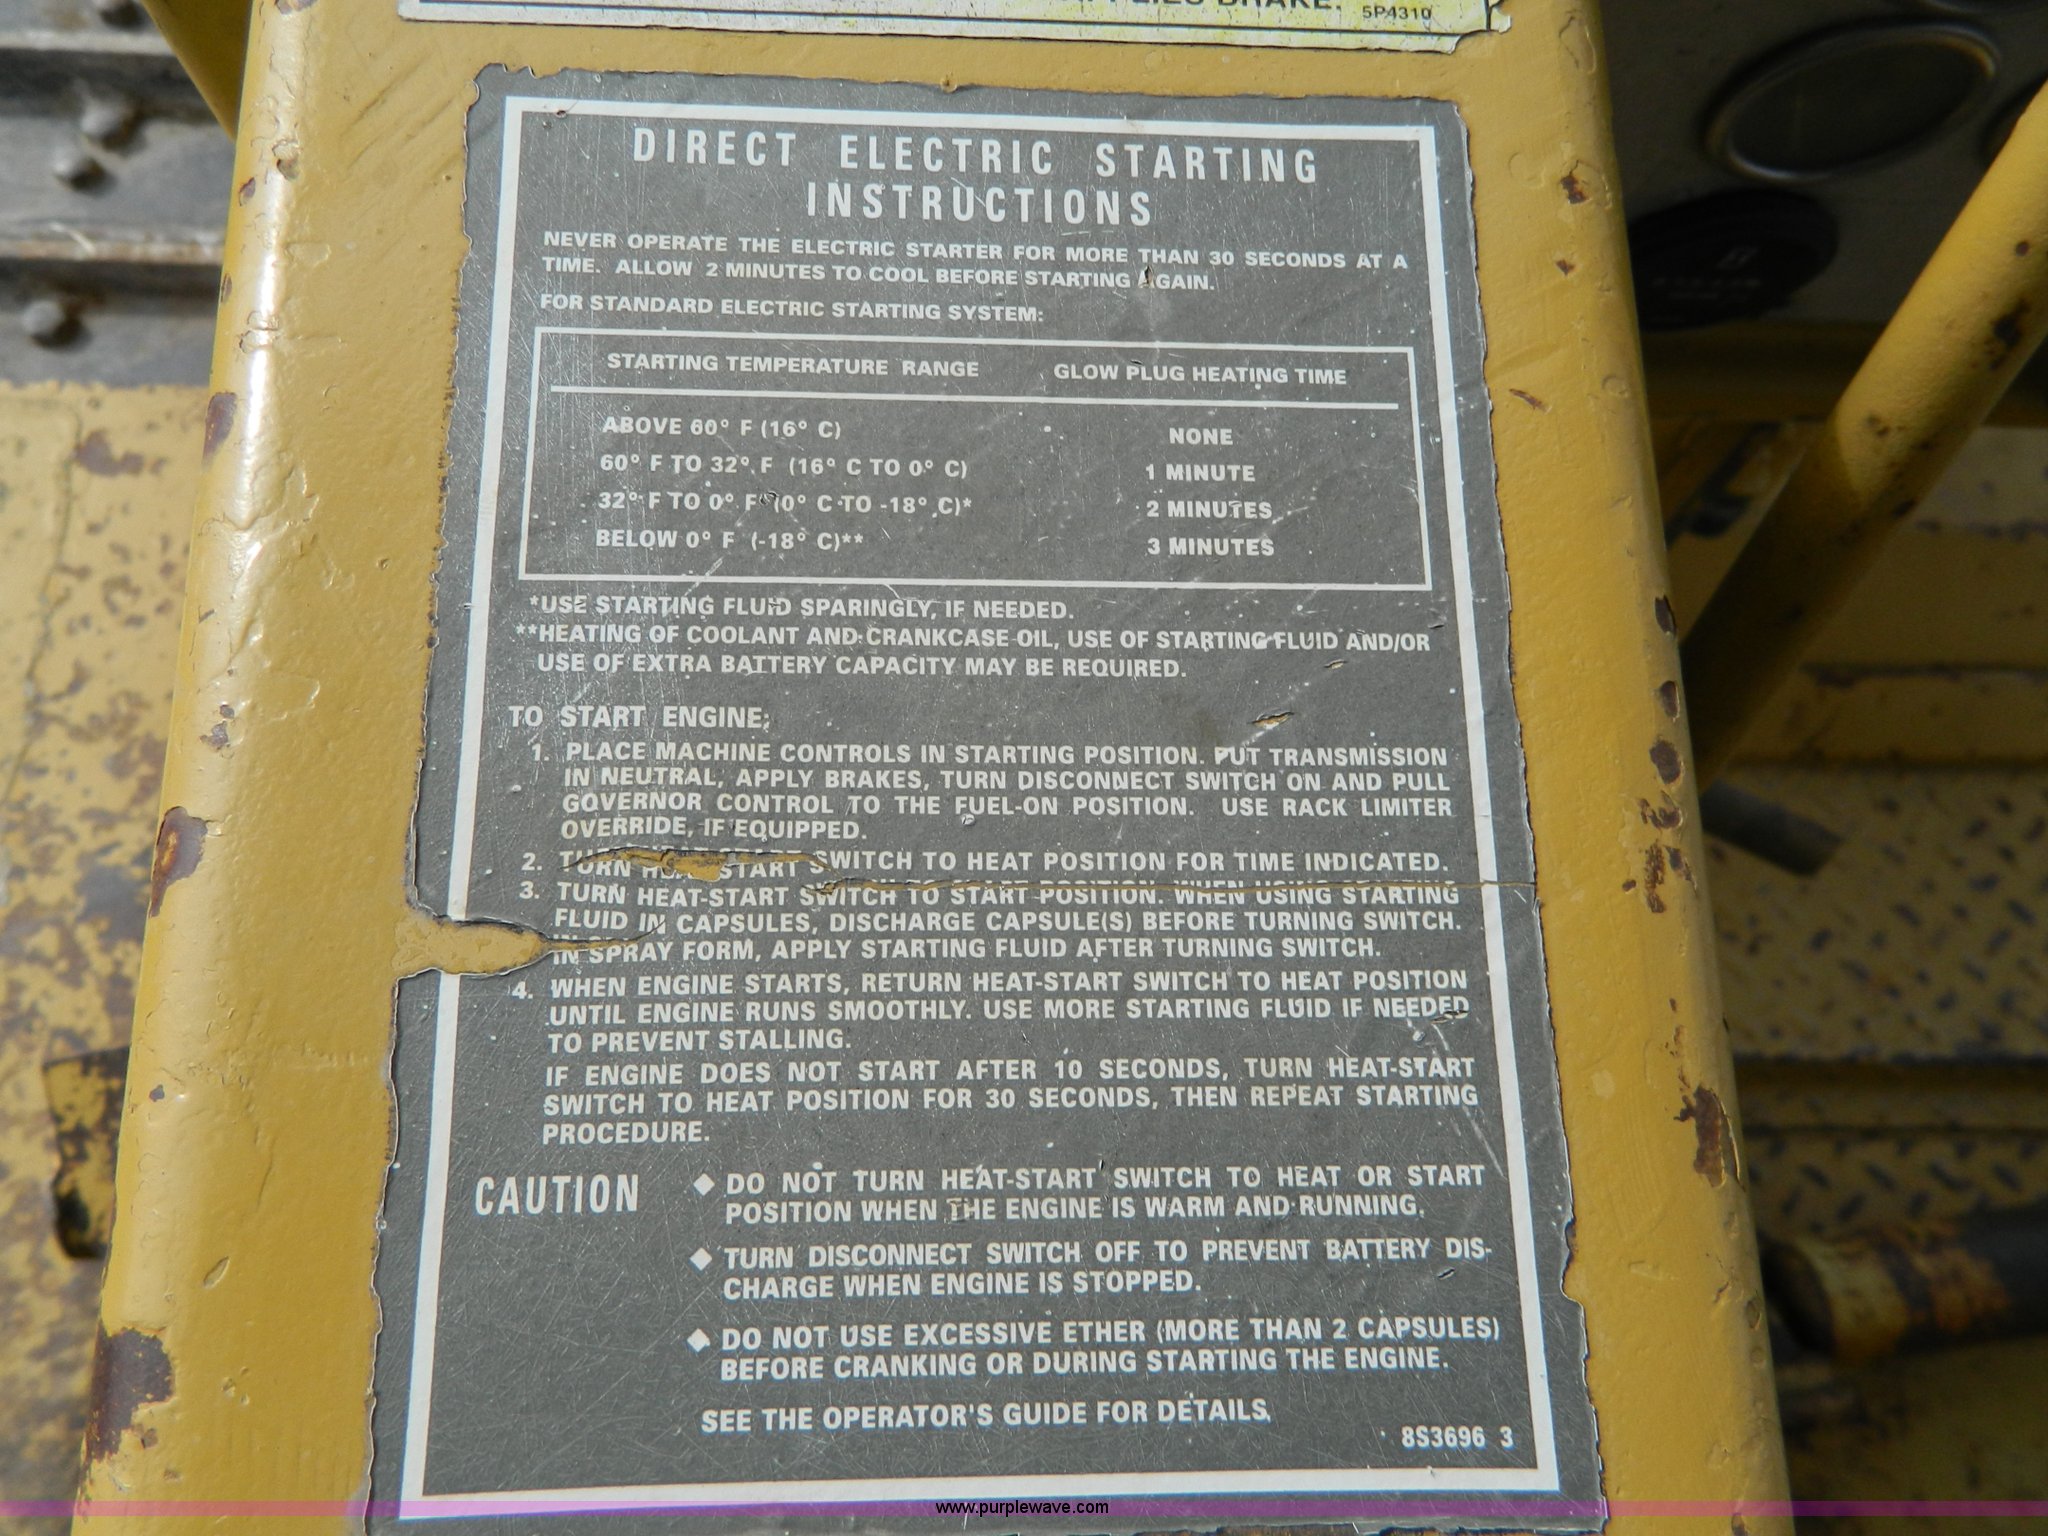 BRAKE. 5P4310
DIRECT ELECTRIC STARTING
INSTRUCTIONS
NEVER OPERATE THE ELECTRIC STARTER FOR MORE THAN 30 SECONDS AT A
TIME. ALLOW 2 MINUTES TO COOL BEFORE STARTING AGAIN.
FOR STANDARD ELECTRIC STARTING SYSTEM:
STARTING TEMPERATURE RANGE GLOW PLUG HEATING TIME
ABOVE 60° F (16° C) NONE
60° F TO 32° F (16° C TO 0° C) 1 MINUTE
32° F TO 0° F (0° C TO -18° C)* 2 MINUTES
BELOW 0° F (-18° C)** 3 MINUTES
*USE STARTING FLUID SPARINGLY, IF NEEDED.
**HEATING OF COOLANT AND CRANKCASE OIL, USE OF STARTING FLUID AND/OR
USE OF EXTRA BATTERY CAPACITY MAY BE REQUIRED.
TO START ENGINE:
1. PLACE MACHINE CONTROLS IN STARTING POSITION. PUT TRANSMISSION
IN NEUTRAL, APPLY BRAKES, TURN DISCONNECT SWITCH ON AND PULL
GOVERNOR CONTROL TO THE FUEL-ON POSITION. USE RACK LIMITER
OVERRIDE, IF EQUIPPED.
2. TURN HEAT-START SWITCH TO HEAT POSITION FOR TIME INDICATED.
3. TURN HEAT-START SWITCH TO START POSITION. WHEN USING STARTING
FLUID IN CAPSULES, DISCHARGE CAPSULE(S) BEFORE TURNING SWITCH.
IN SPRAY FORM, APPLY STARTING FLUID AFTER TURNING SWITCH.
4. WHEN ENGINE STARTS, RETURN HEAT-START SWITCH TO HEAT POSITION
UNTIL ENGINE RUNS SMOOTHLY. USE MORE STARTING FLUID IF NEEDED
TO PREVENT STALLING.
IF ENGINE DOES NOT START AFTER 10 SECONDS, TURN HEAT-START
SWITCH TO HEAT POSITION FOR 30 SECONDS, THEN REPEAT STARTING
PROCEDURE.
CAUTION ◆ DO NOT TURN HEAT-START SWITCH TO HEAT OR START
POSITION WHEN THE ENGINE IS WARM AND RUNNING.
◆ TURN DISCONNECT SWITCH OFF TO PREVENT BATTERY DIS-
CHARGE WHEN ENGINE IS STOPPED.
◆ DO NOT USE EXCESSIVE ETHER (MORE THAN 2 CAPSULES)
BEFORE CRANKING OR DURING STARTING THE ENGINE.
SEE THE OPERATOR'S GUIDE FOR DETAILS.
8S3696 3
www.purplewave.com